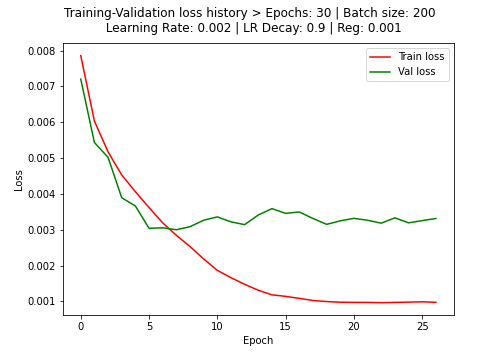 Training-Validation loss history > Epochs: 30 | Batch size: 200
Learning Rate: 0.002 | LR Decay: 0.9 | Reg: 0.001
Train loss
Val loss
Loss
0.008
0.007
0.006
0.005
0.004
0.003
0.002
0.001
0 5 10 15 20 25
Epoch